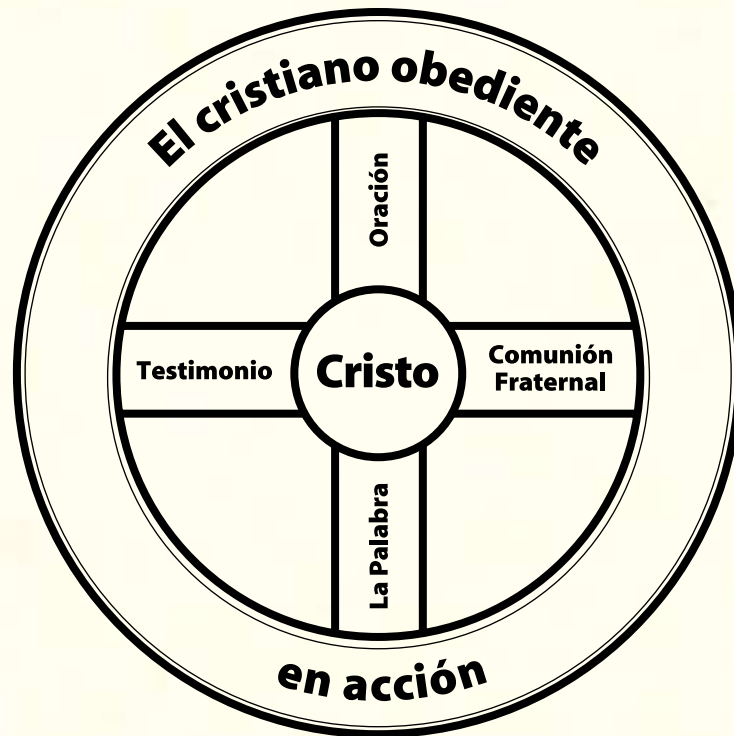 El cristiano obediente
Oración
Testimonio
Cristo
Comunión
Fraternal
La Palabra
en acción